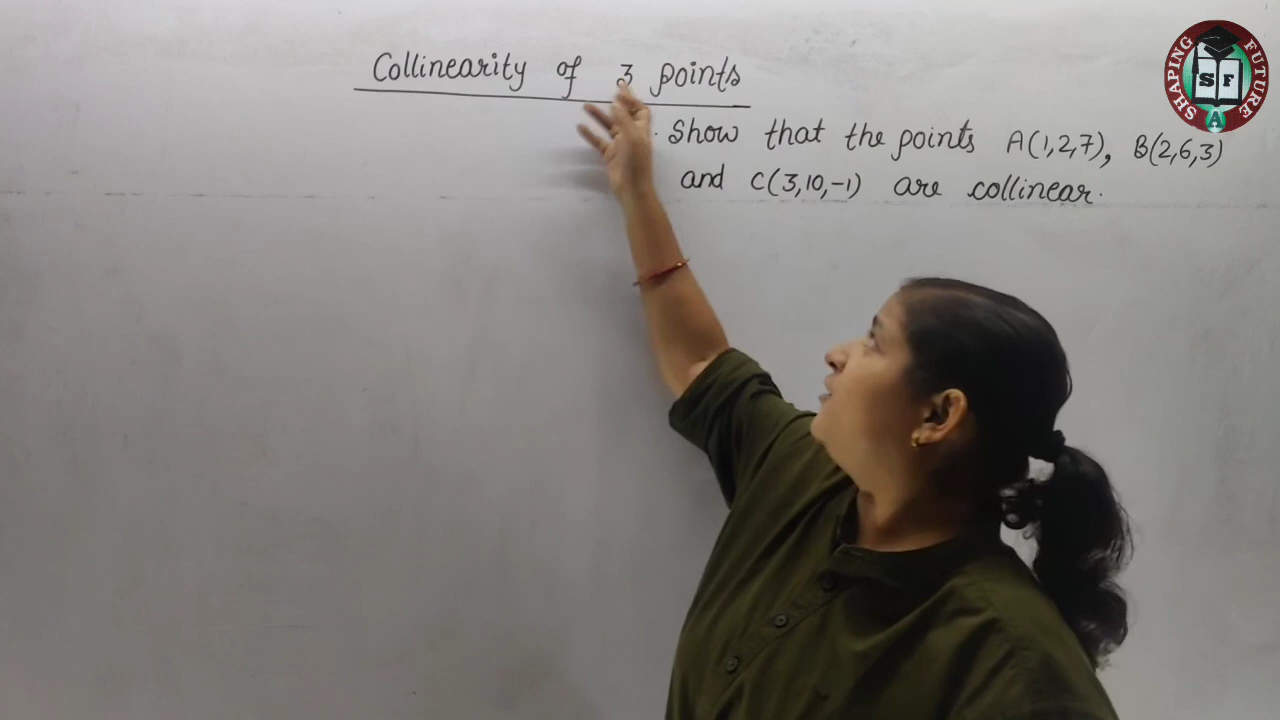 Collinearity of 3 points
. Show that the points A(1,2,7), B(2,6,3)
and C(3,10,-1) are collinear.
SHAPING FUTURE
S F
A